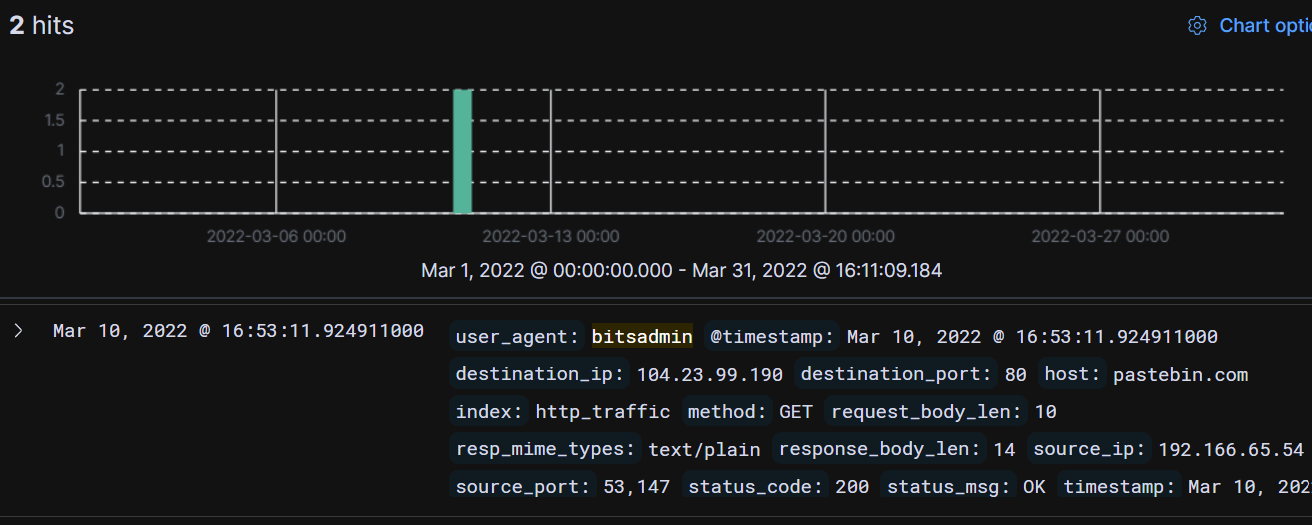 2 hits
Chart opti
2
1.5
1
0.5
0
2022-03-06 00:00 2022-03-13 00:00 2022-03-20 00:00 2022-03-27 00:00
Mar 1, 2022 @ 00:00:00.000 - Mar 31, 2022 @ 16:11:09.184
Mar 10, 2022 @ 16:53:11.924911000
user_agent: bitsadmin @timestamp: Mar 10, 2022 @ 16:53:11.924911000
destination_ip: 104.23.99.190 destination_port: 80 host: pastebin.com
index: http_traffic method: GET request_body_len: 10
resp_mime_types: text/plain response_body_len: 14 source_ip: 192.166.65.54
source_port: 53,147 status_code: 200 status_msg: OK timestamp: Mar 10, 202